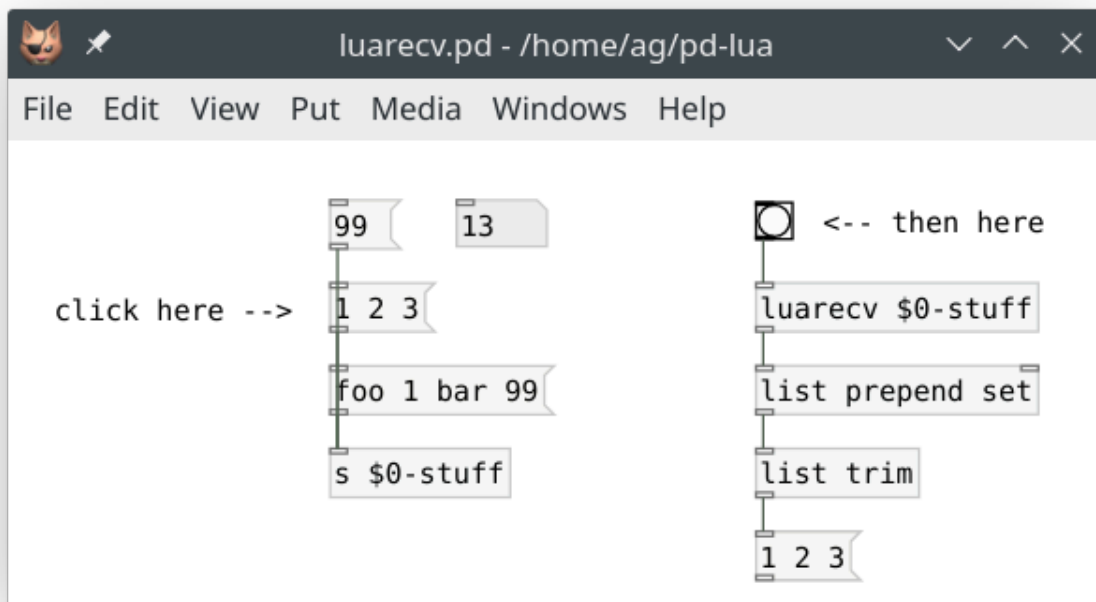 luarecv.pd - /home/ag/pd-lua
File Edit View Put Media Windows Help
99
13
<-- then here
click here -->
1 2 3
luarecv $0-stuff
foo 1 bar 99
list prepend set
s $0-stuff
list trim
1 2 3